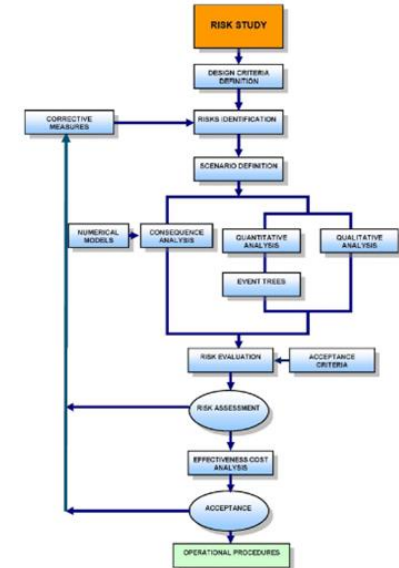 RISK STUDY
DESIGN CRITERIA
DEFINITION
CORRECTIVE
MEASURES
RISKS IDENTIFICATION
SCENARIO DEFINITION
NUMERICAL
MODELS
CONSEQUENCE
ANALYSIS
QUANTITATIVE
ANALYSIS
QUALITATIVE
ANALYSIS
EVENT TREES
RISK EVALUATION
ACCEPTANCE
CRITERIA
RISK ASSESSMENT
EFFECTIVENESS COST
ANALYSIS
ACCEPTANCE
OPERATIONAL PROCEDURES